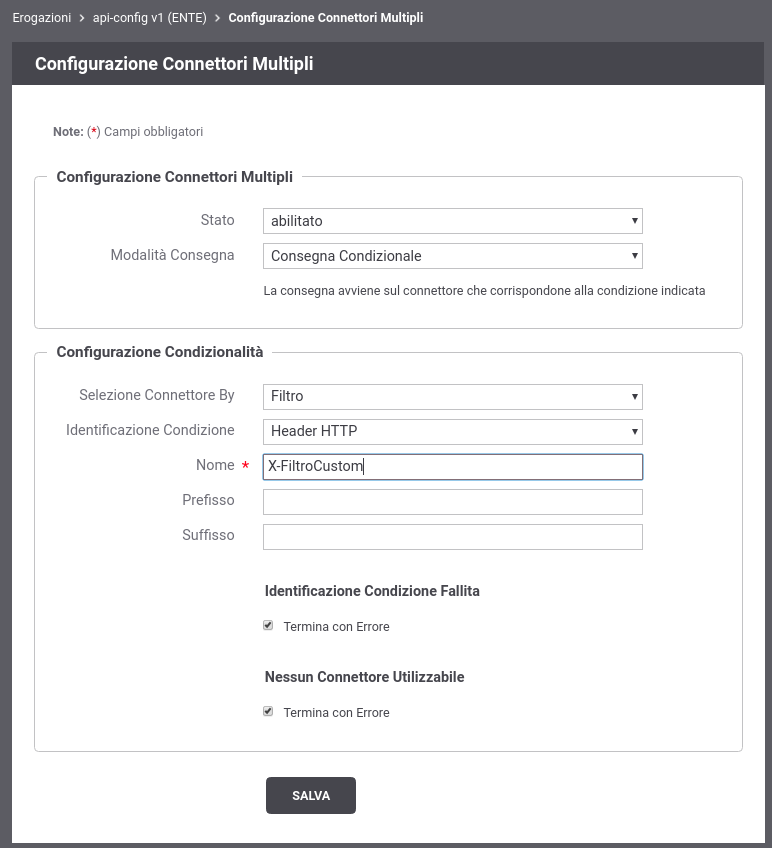 Erogazioni > api-config v1 (ENTE) > Configurazione Connettori Multipli
Configurazione Connettori Multipli
Note: (*) Campi obbligatori
Configurazione Connettori Multipli
Stato abilitato
Modalità Consegna Consegna Condizionale
La consegna avviene sul connettore che corrispondone alla condizione indicata
Configurazione Condizionalità
Selezione Connettore By Filtro
Identificazione Condizione Header HTTP
Nome * X-FiltroCustom
Prefisso
Suffisso
Identificazione Condizione Fallita
Termina con Errore
Nessun Connettore Utilizzabile
Termina con Errore
SALVA